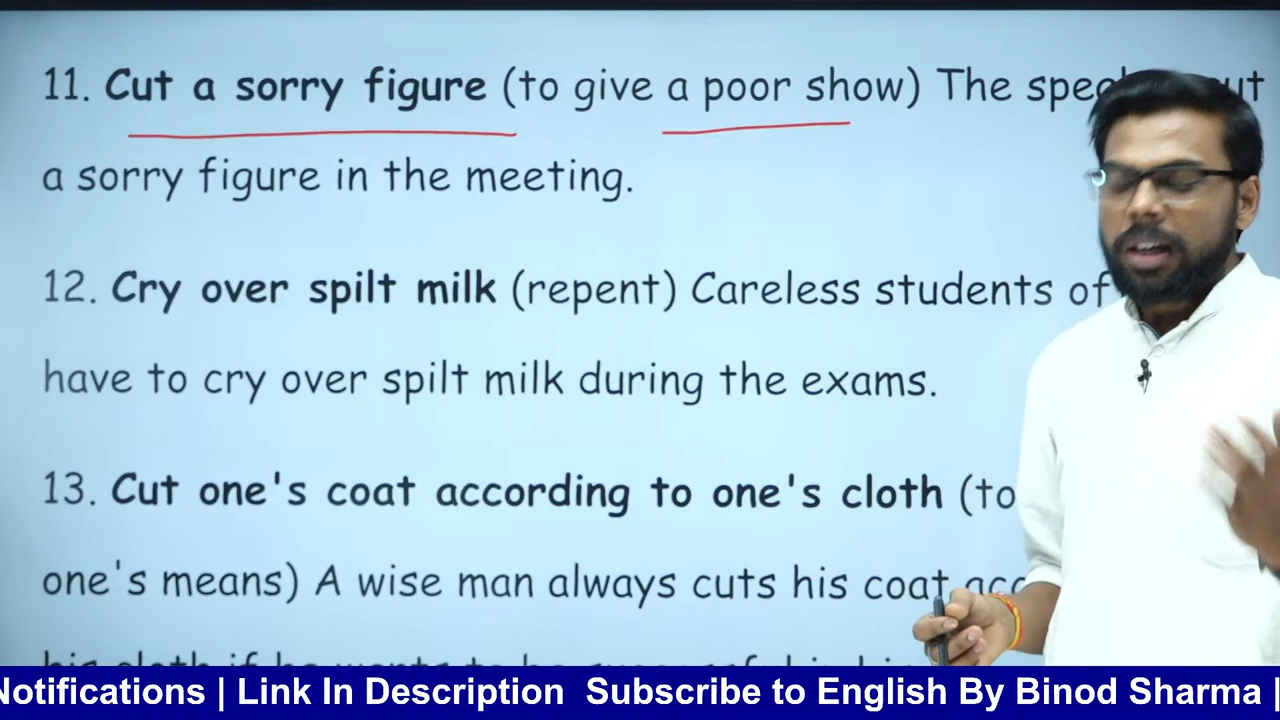 11. Cut a sorry figure (to give a poor show) The
a sorry figure in the meeting.
12. Cry over spilt milk (repent) Careless students
have to cry over spilt milk during the exams.
13. Cut one's coat according to one's cloth (to
one's means) A wise man always cuts his coat
Notifications | Link In Description Subscribe to English By Binod Sharma |